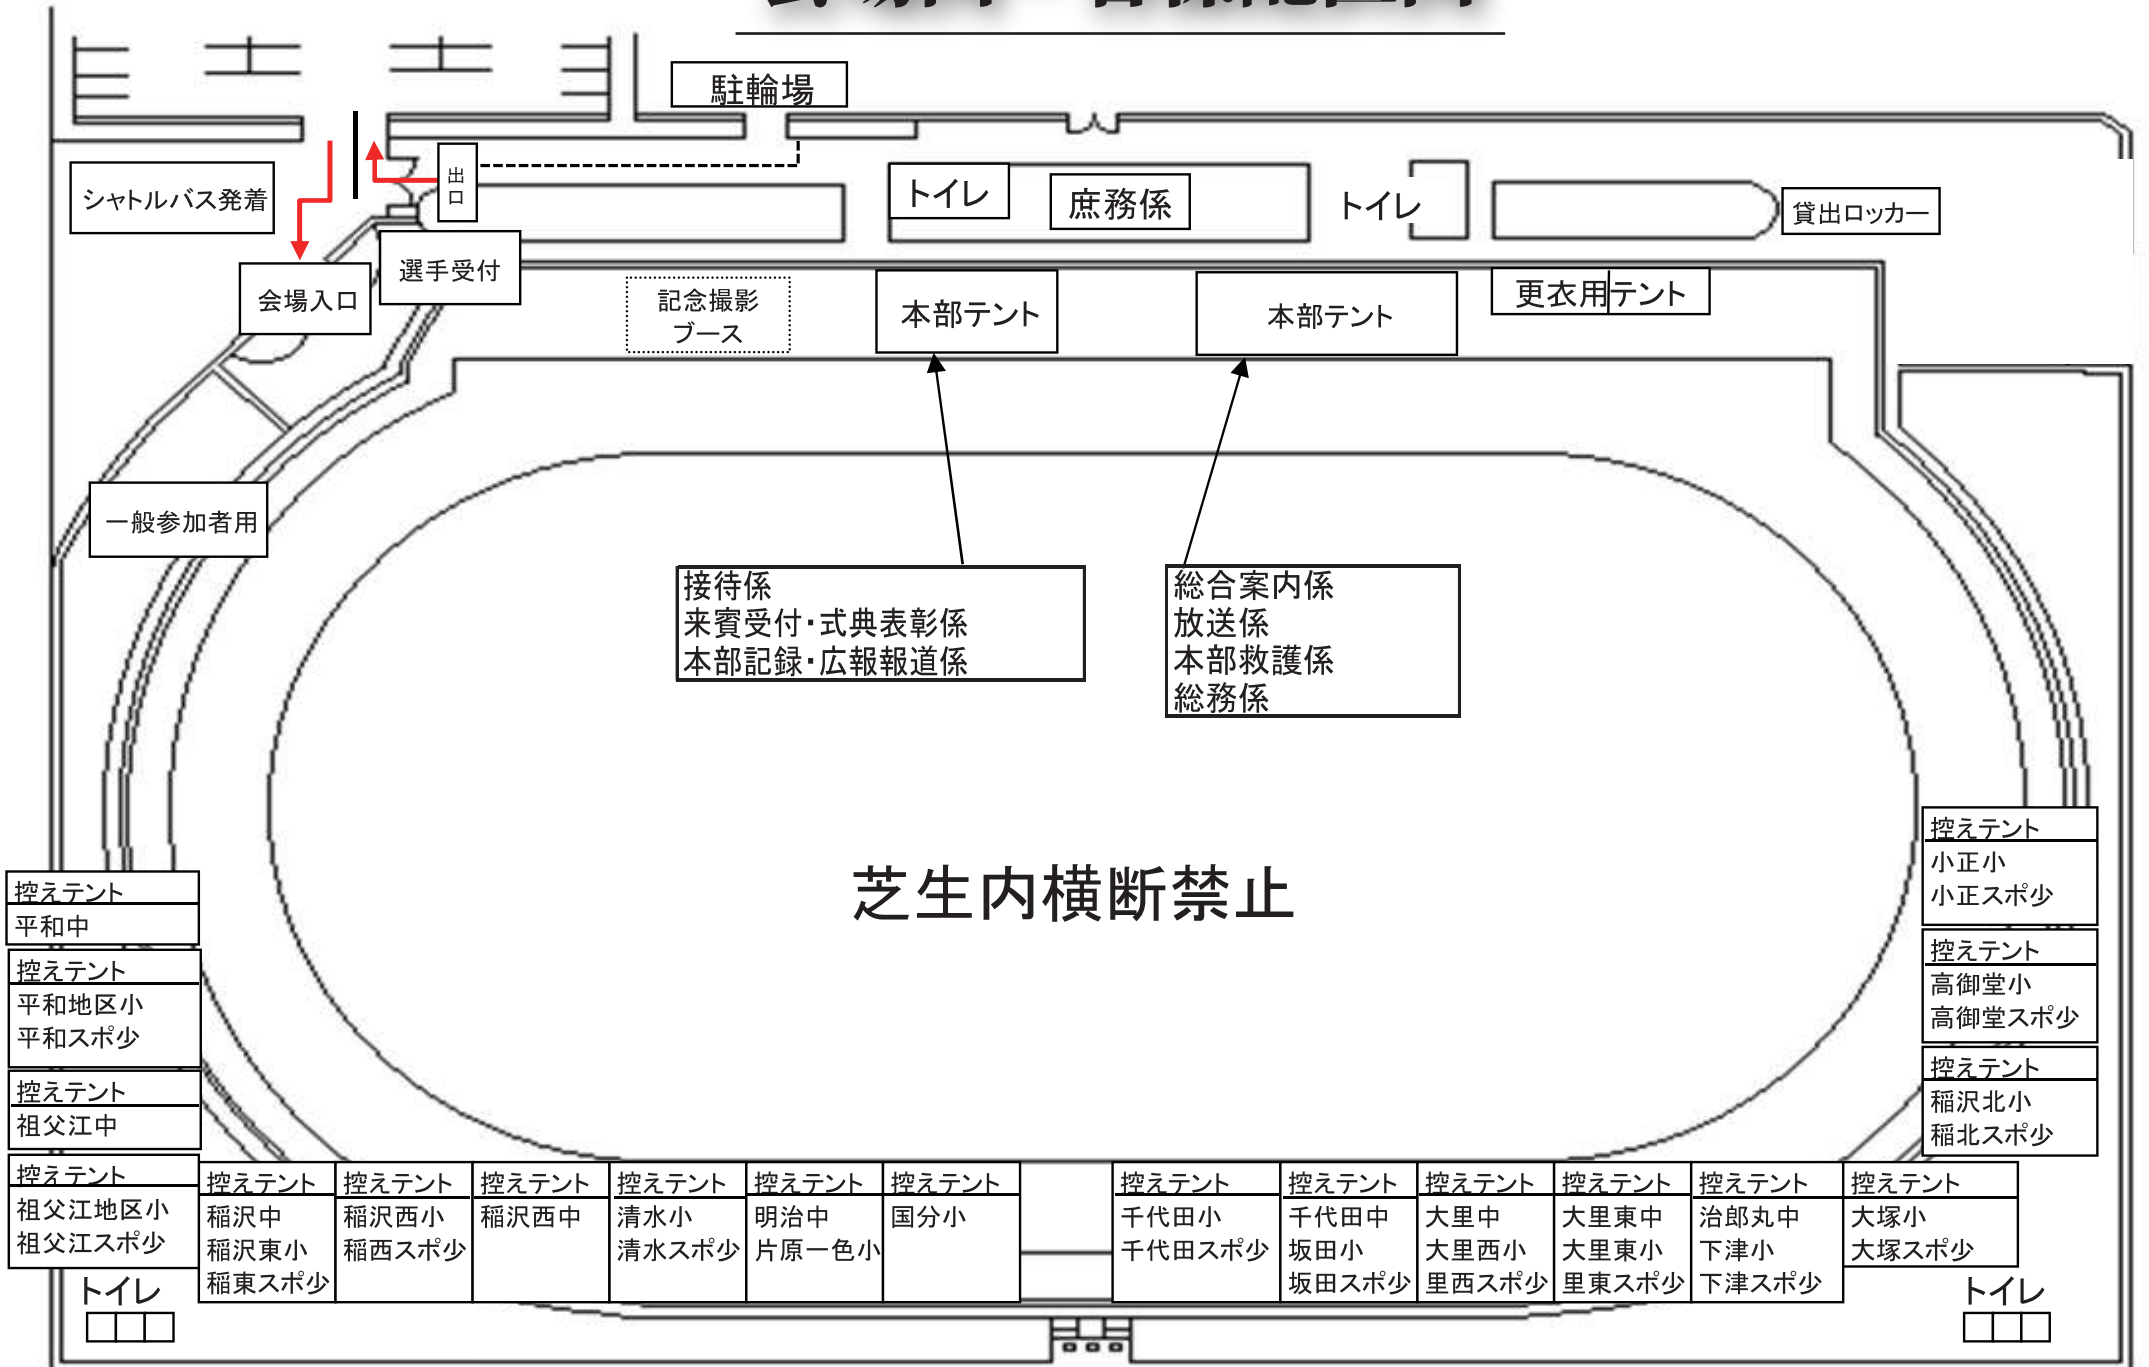 駐輪場
シャトルバス発着
出口
トイレ
庶務係
トイレ
貸出ロッカー
選手受付
会場入口
記念撮影
ブース
本部テント
本部テント
更衣用テント
一般参加者用
接待係
来賓受付・式典表彰係
本部記録・広報報道係
総合案内係
放送係
本部救護係
総務係
芝生内横断禁止
控えテント
平和中
控えテント
平和地区小
平和スポ少
控えテント
祖父江中
控えテント
祖父江地区小
祖父江スポ少
控えテント
稲沢中
稲沢東小
稲東スポ少
控えテント
稲沢西小
稲西スポ少
控えテント
稲沢西中
控えテント
清水小
清水スポ少
控えテント
明治中
片原一色小
控えテント
国分小
控えテント
千代田小
千代田スポ少
控えテント
千代田中
坂田小
坂田スポ少
控えテント
大里中
大里西小
里西スポ少
控えテント
大里東中
大里東小
里東スポ少
控えテント
治郎丸中
下津小
下津スポ少
控えテント
大塚小
大塚スポ少
控えテント
小正小
小正スポ少
控えテント
高御堂小
高御堂スポ少
控えテント
稲沢北小
稲北スポ少
トイレ
トイレ